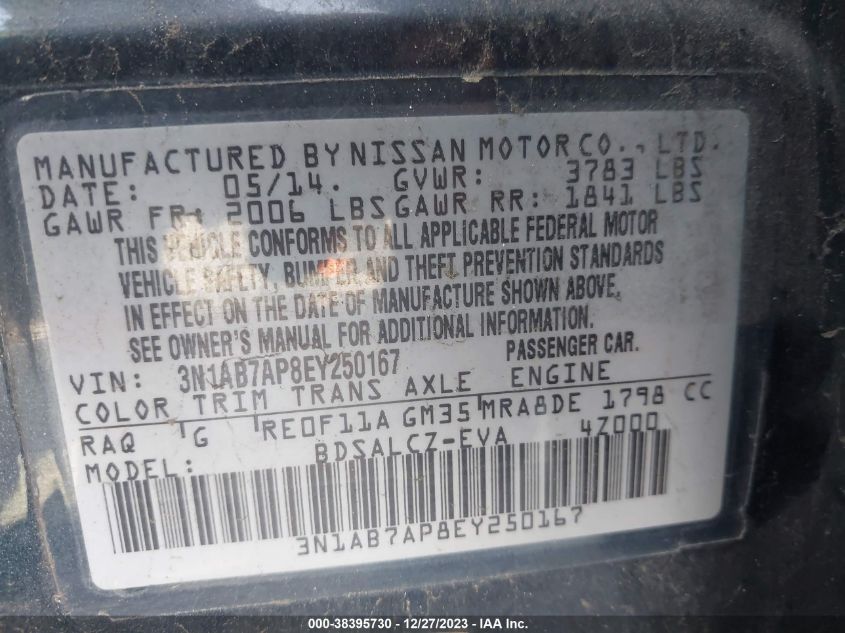 MANUFACTURED BY NISSAN MOTOR CO., LTD.
DATE: 05/14. GVWR: 3783 LBS
GAWR FR: 2006 LBS GAWR RR: 1841 LBS
THIS VEHICLE CONFORMS TO ALL APPLICABLE FEDERAL MOTOR
VEHICLE SAFETY, BUMPER AND THEFT PREVENTION STANDARDS
IN EFFECT ON THE DATE OF MANUFACTURE SHOWN ABOVE.
SEE OWNER'S MANUAL FOR ADDITIONAL INFORMATION.
VIN: 3N1AB7AP8EY250167 PASSENGER CAR.
COLOR TRIM TRANS AXLE ENGINE
RAQ G RE0F11A GM35 MRA8DE 1798 CC
MODEL: BDSALCZ-EVA 4Z000
3N1AB7AP8EY250167
000-38395730 - 12/27/2023 - IAAI.com